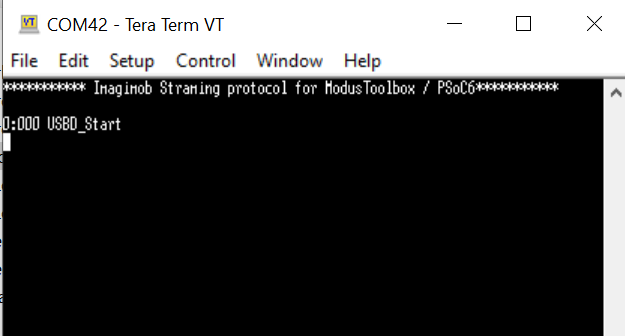 VT
COM42 - Tera Term VT
File Edit Setup Control Window Help
*********** Imagimob Straming protocol for ModusToolbox / PSoC6***********
0:000 USBD_Start